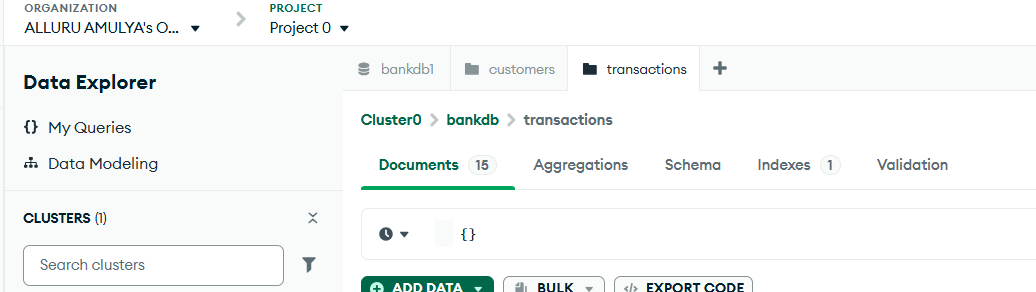 ORGANIZATION
ALLURU AMULYA's O...
PROJECT
Project 0
Data Explorer
My Queries
Data Modeling
CLUSTERS (1)
Search clusters
bankdb1
customers
transactions
Cluster0 > bankdb > transactions
Documents 15 Aggregations Schema Indexes 1 Validation
{}
ADD DATA BULK EXPORT CODE